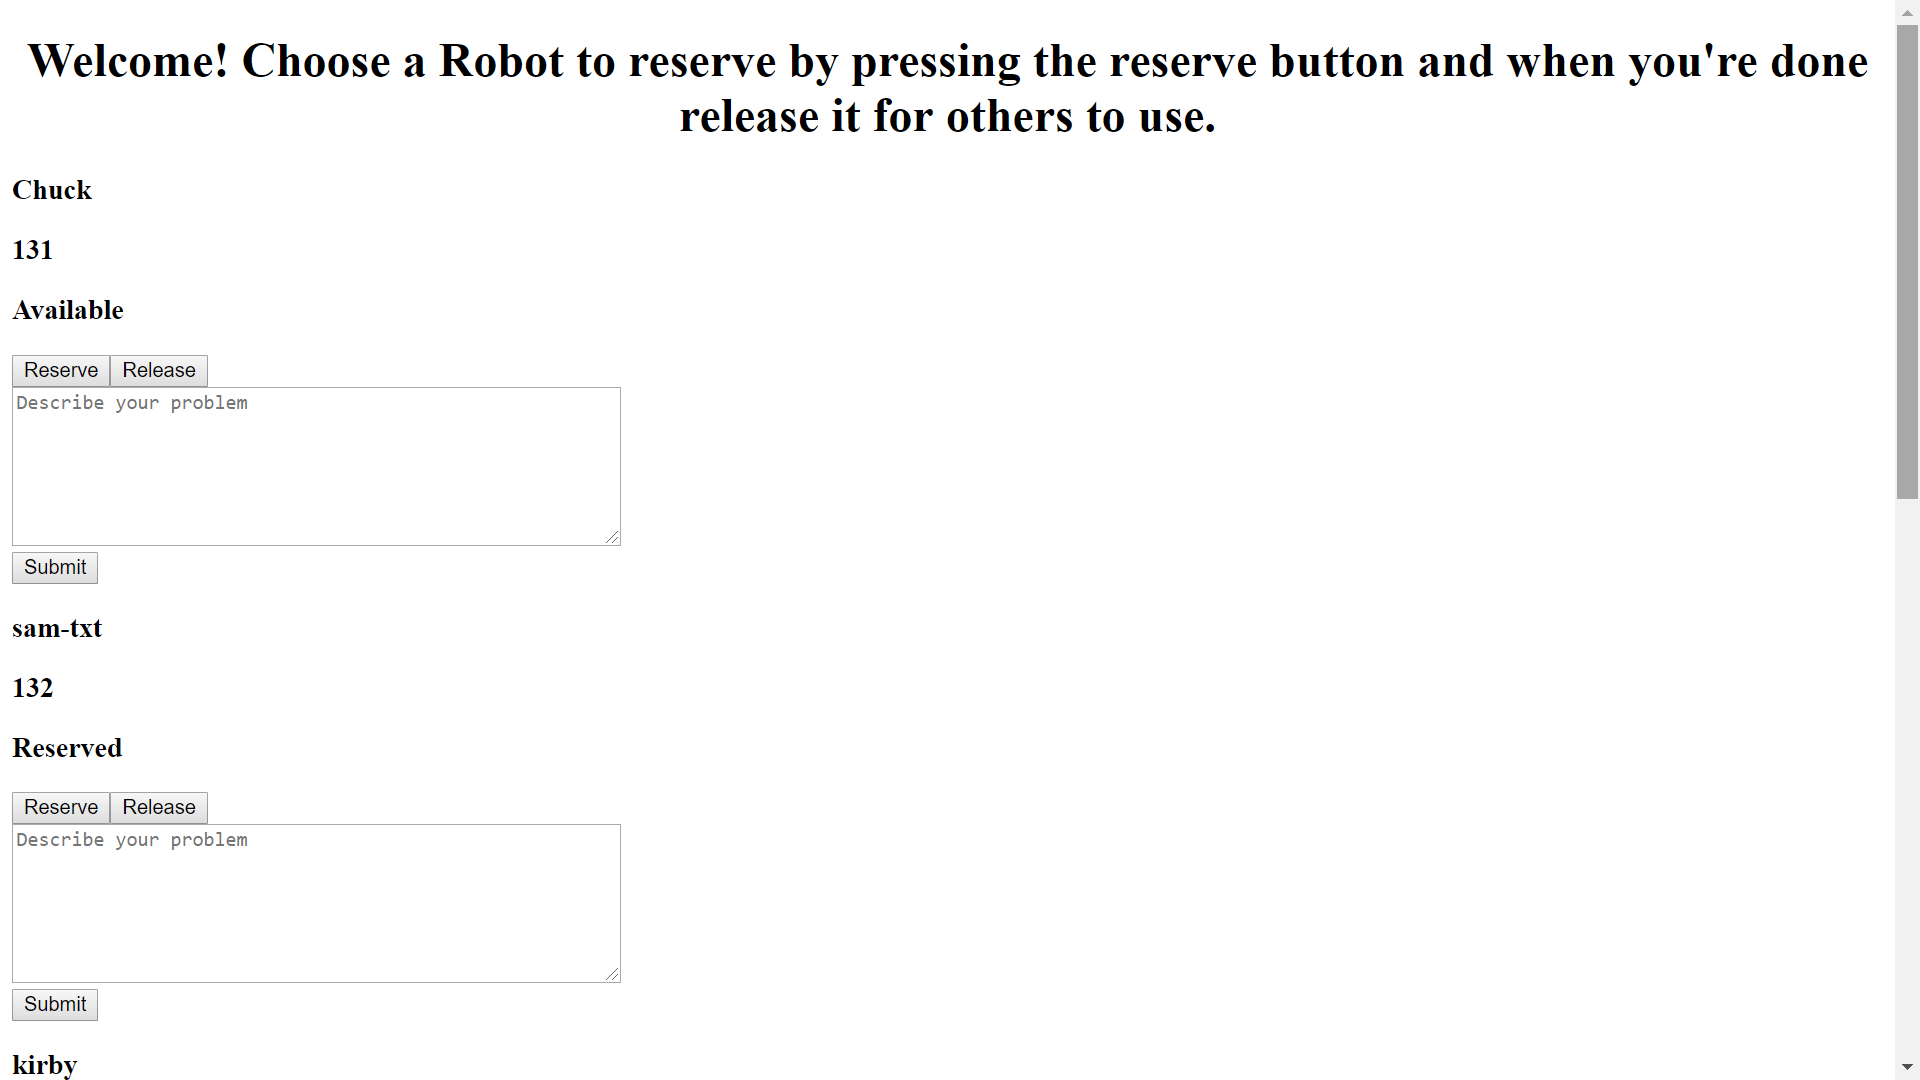 Welcome! Choose a Robot to reserve by pressing the reserve button and when you're done
release it for others to use.
Chuck
131
Available
Reserve Release
Describe your problem
Submit
sam-txt
132
Reserved
Reserve Release
Describe your problem
Submit
kirby